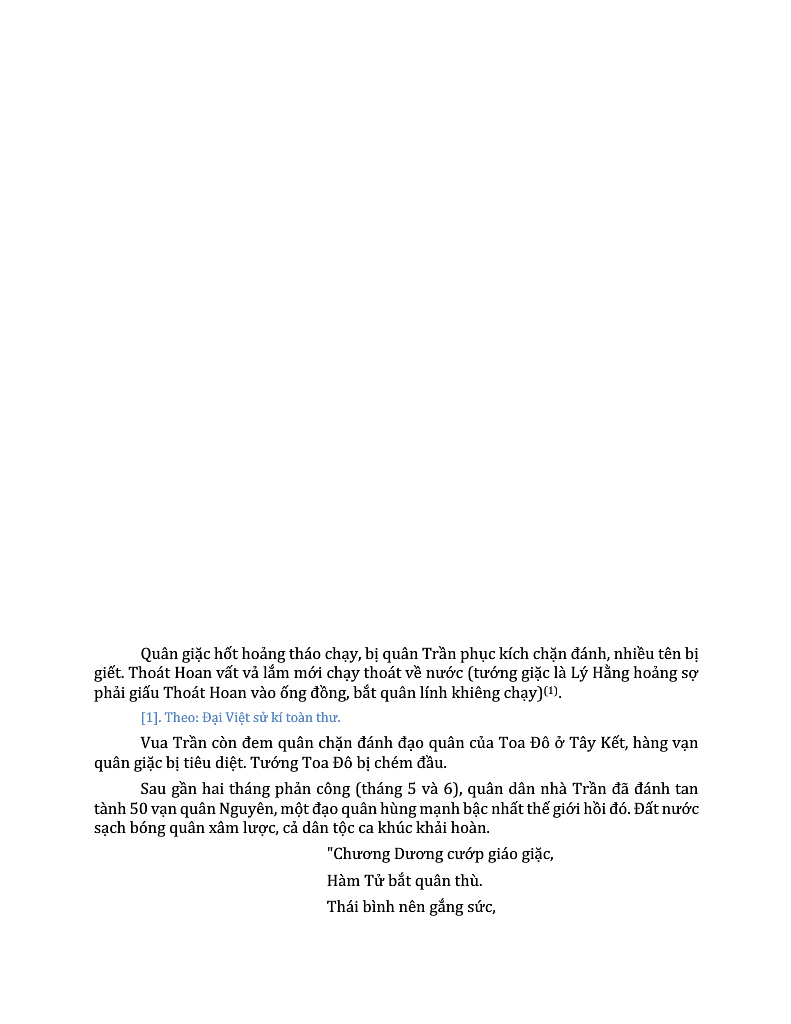 Quân giặc hốt hoảng tháo chạy, bị quân Trần phục kích chặn đánh, nhiều tên bị
giết. Thoát Hoan vất vả lắm mới chạy thoát về nước (tướng giặc là Lý Hằng hoảng sợ
phải giấu Thoát Hoan vào ống đồng, bắt quân lính khiêng chạy)(1).
[1]. Theo: Đại Việt sử kí toàn thư.
Vua Trần còn đem quân chặn đánh đạo quân của Toa Đô ở Tây Kết, hàng vạn
quân giặc bị tiêu diệt. Tướng Toa Đô bị chém đầu.
Sau gần hai tháng phản công (tháng 5 và 6), quân dân nhà Trần đã đánh tan
tành 50 vạn quân Nguyên, một đạo quân hùng mạnh bậc nhất thế giới hồi đó. Đất nước
sạch bóng quân xâm lược, cả dân tộc ca khúc khải hoàn.
"Chương Dương cướp giáo giặc,
Hàm Tử bắt quân thù.
Thái bình nên gắng sức,